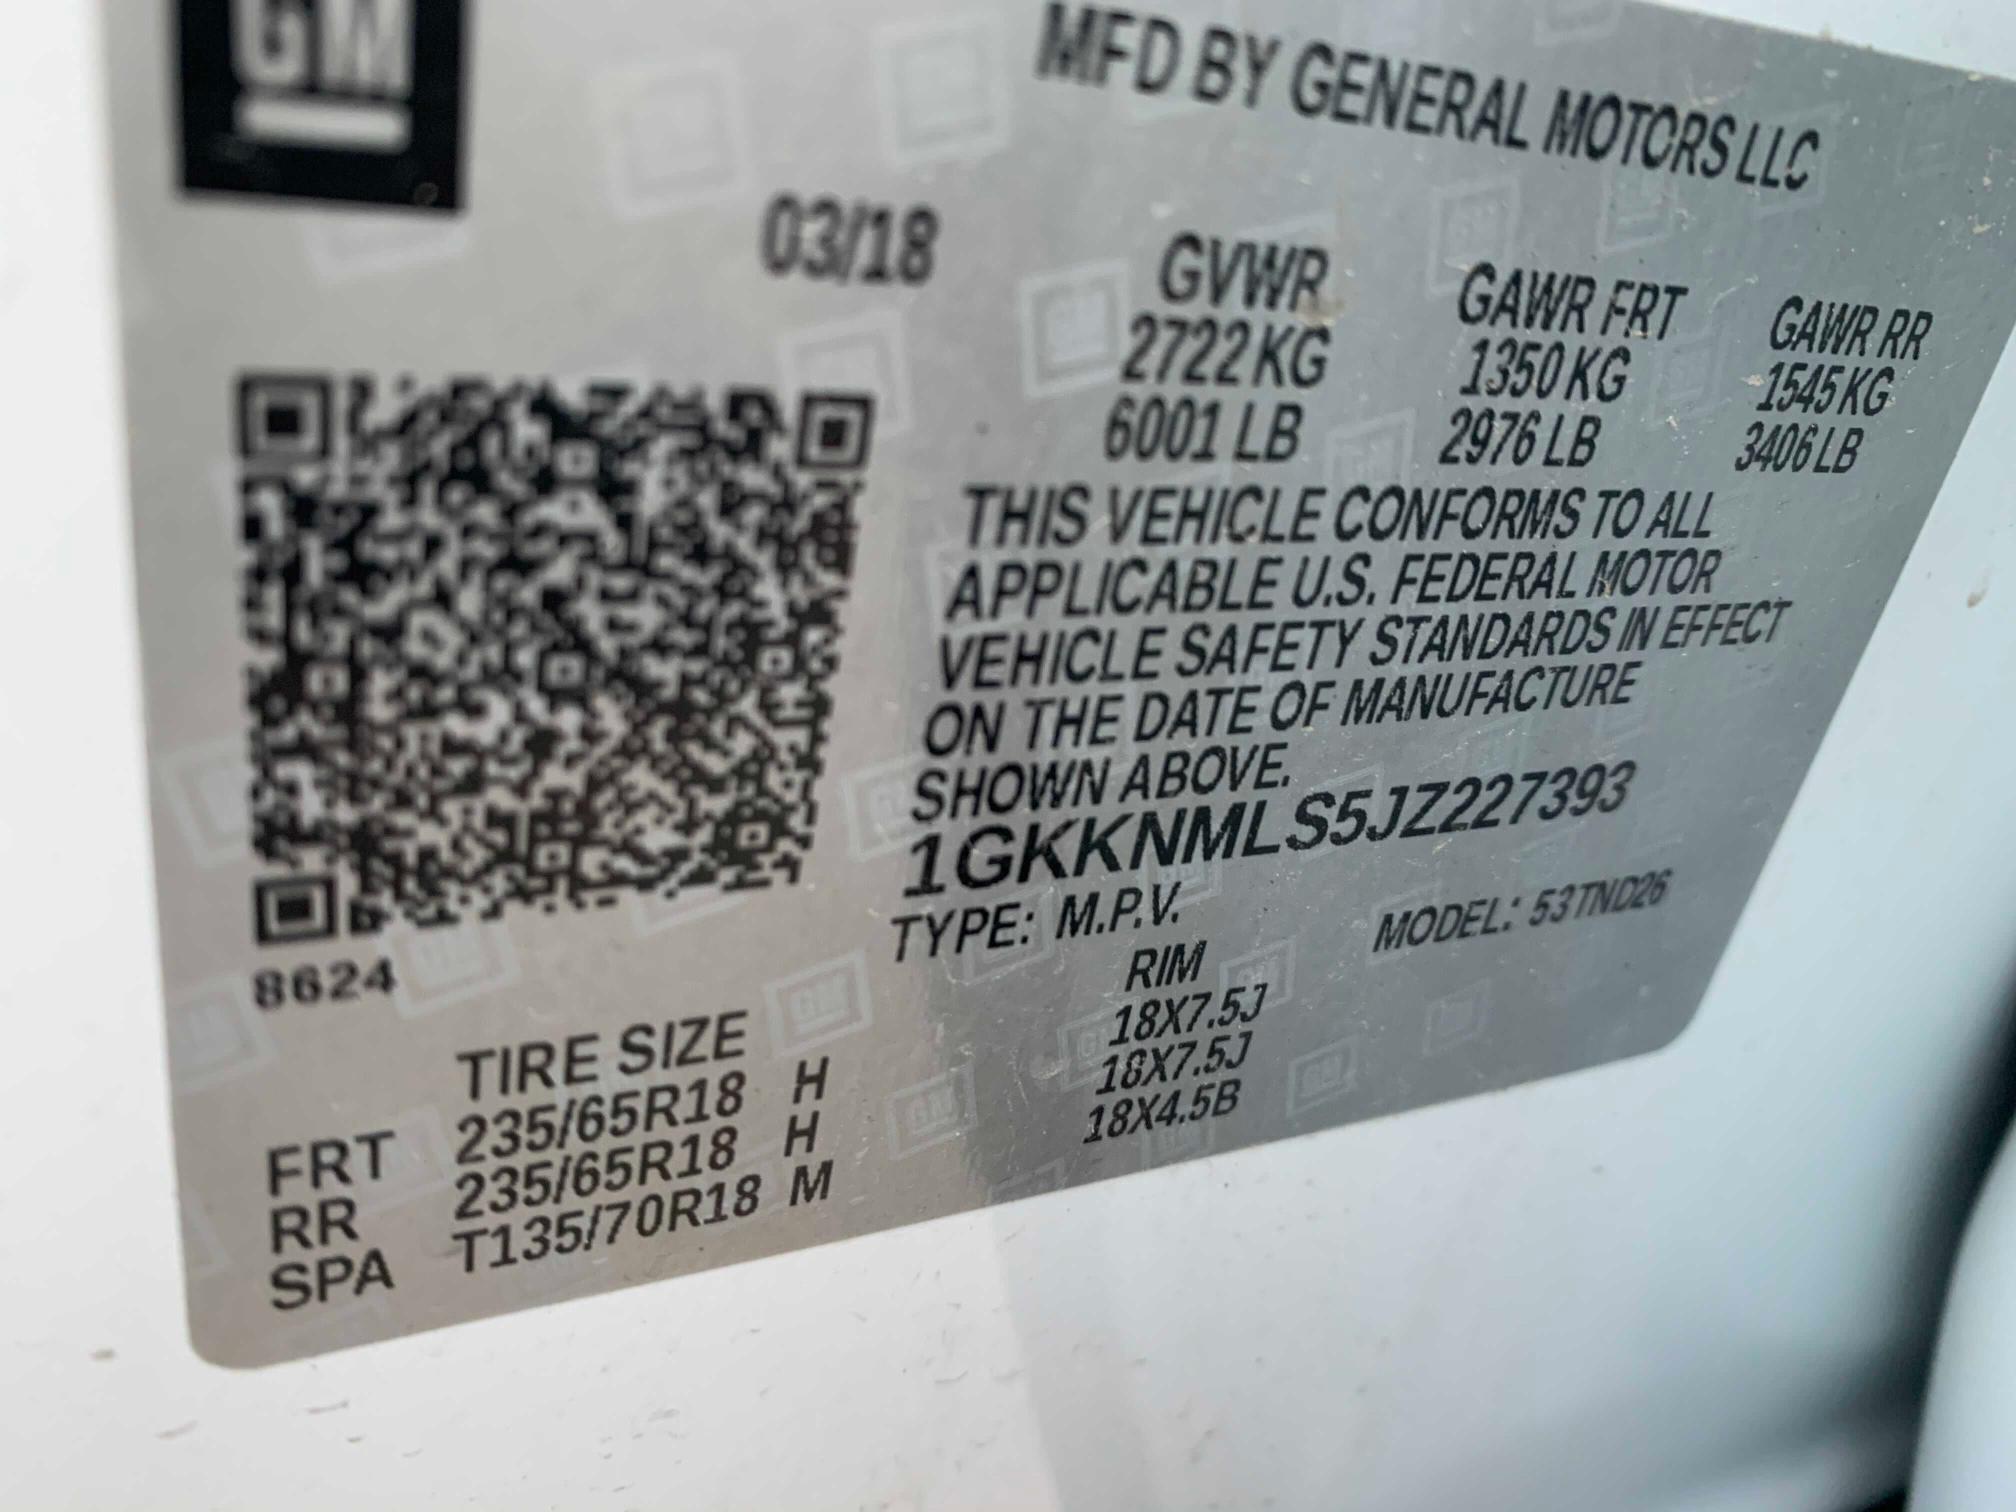 GM
MFD BY GENERAL MOTORS LLC
03/18
GVWR GAWR FRT GAWR RR
2722 KG 1350 KG 1545 KG
6001 LB 2976 LB 3406 LB
THIS VEHICLE CONFORMS TO ALL
APPLICABLE U.S. FEDERAL MOTOR
VEHICLE SAFETY STANDARDS IN EFFECT
ON THE DATE OF MANUFACTURE
SHOWN ABOVE.
1GKKNMLS5JZ227393
TYPE: M.P.V. MODEL: 53TND26
8624
TIRE SIZE RIM
FRT 235/65R18 H 18X7.5J
RR 235/65R18 H 18X7.5J
SPA T135/70R18 M 18X4.5B